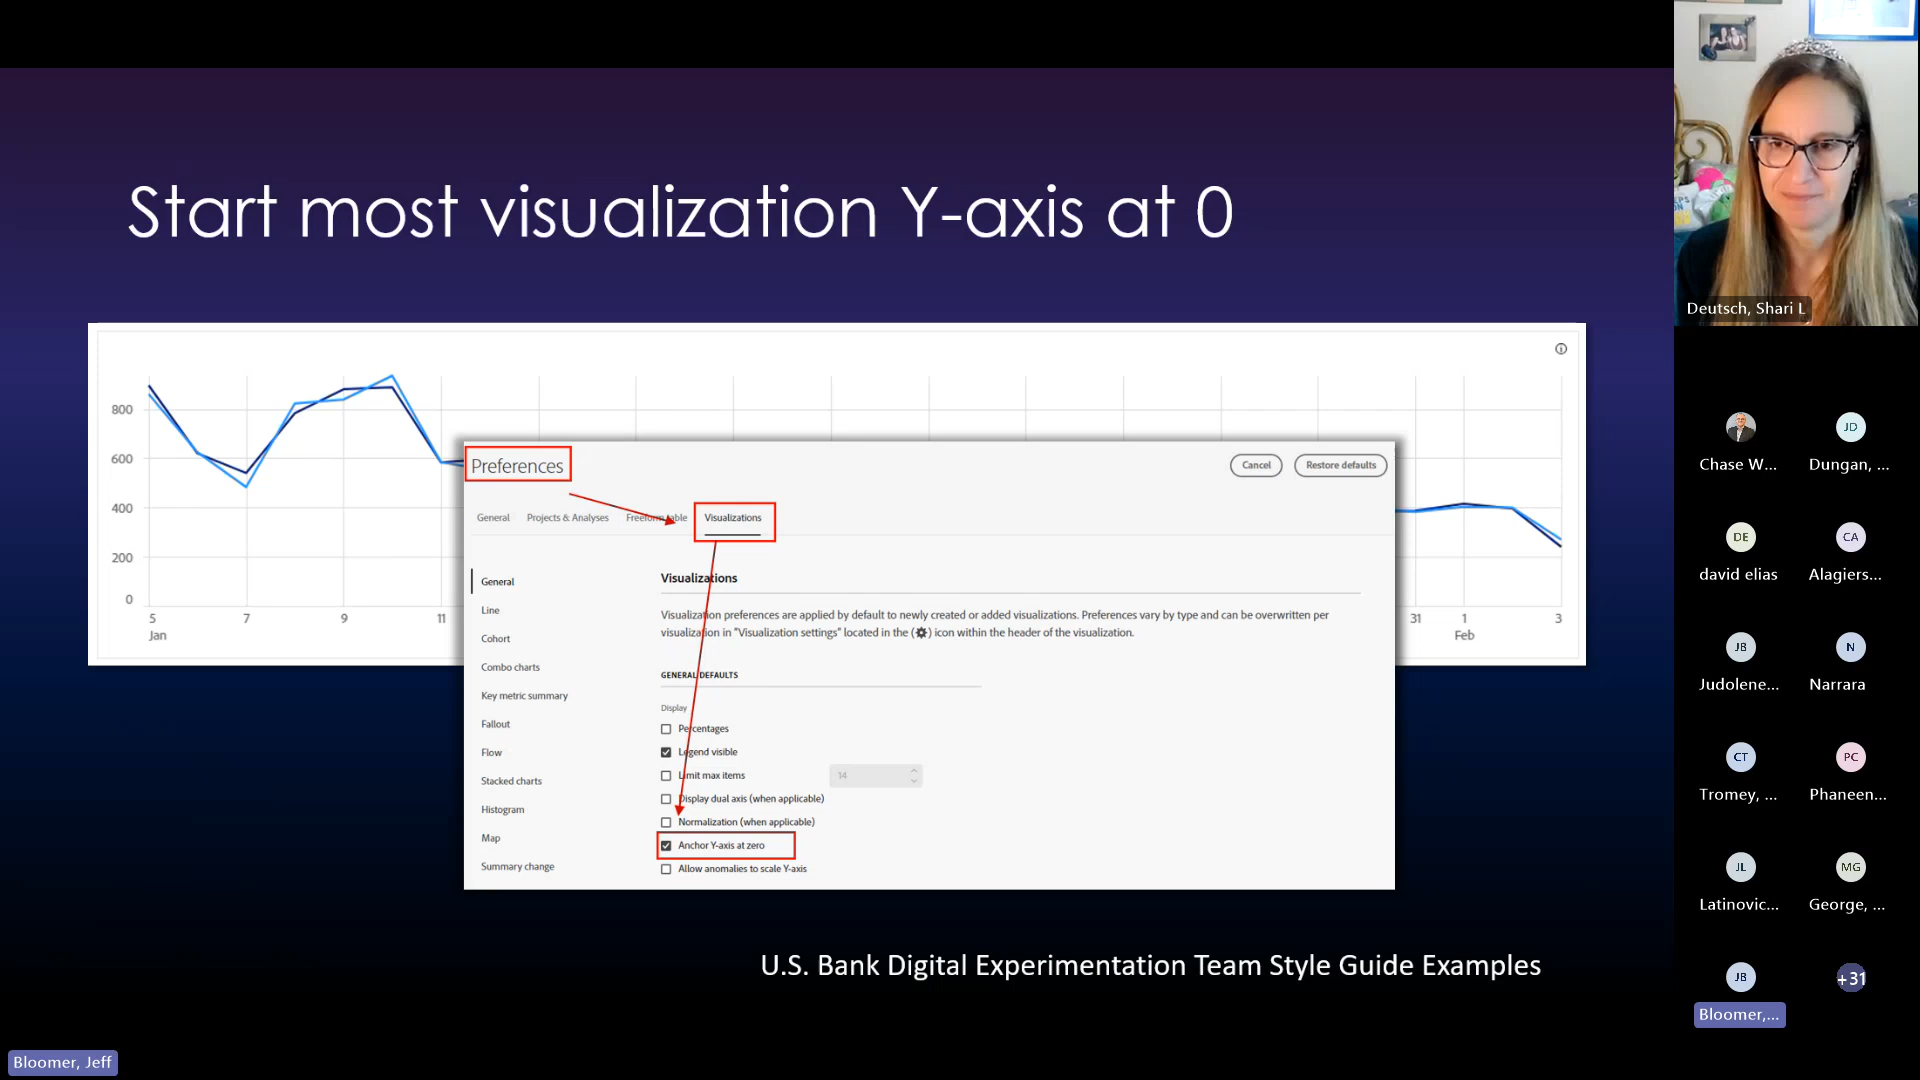 Start most visualization Y-axis at 0
800
600
400
200
0
5
Jan
7
9
11
31
1
Feb
3
Preferences
Cancel
Restore defaults
General
Projects & Analyses
Freeform table
Visualizations
General
Line
Cohort
Combo charts
Key metric summary
Fallout
Flow
Stacked charts
Histogram
Map
Summary change
Visualizations
Visualization preferences are applied by default to newly created or added visualizations. Preferences vary by type and can be overwritten per
visualization in "Visualization settings" located in the ( ) icon within the header of the visualization.
GENERAL DEFAULTS
Display
Percentages
Legend visible
Limit max items
14
Display dual axis (when applicable)
Normalization (when applicable)
Anchor Y-axis at zero
Allow anomalies to scale Y-axis
U.S. Bank Digital Experimentation Team Style Guide Examples
Bloomer, Jeff
Deutsch, Shari L
Chase W...
JD
Dungan, ...
DE
david elias
CA
Alagiers...
JB
Judolene...
N
Narrara
CT
Tromey, ...
PC
Phaneen...
JL
Latinovic...
MG
George, ...
JB
Bloomer,...
+31